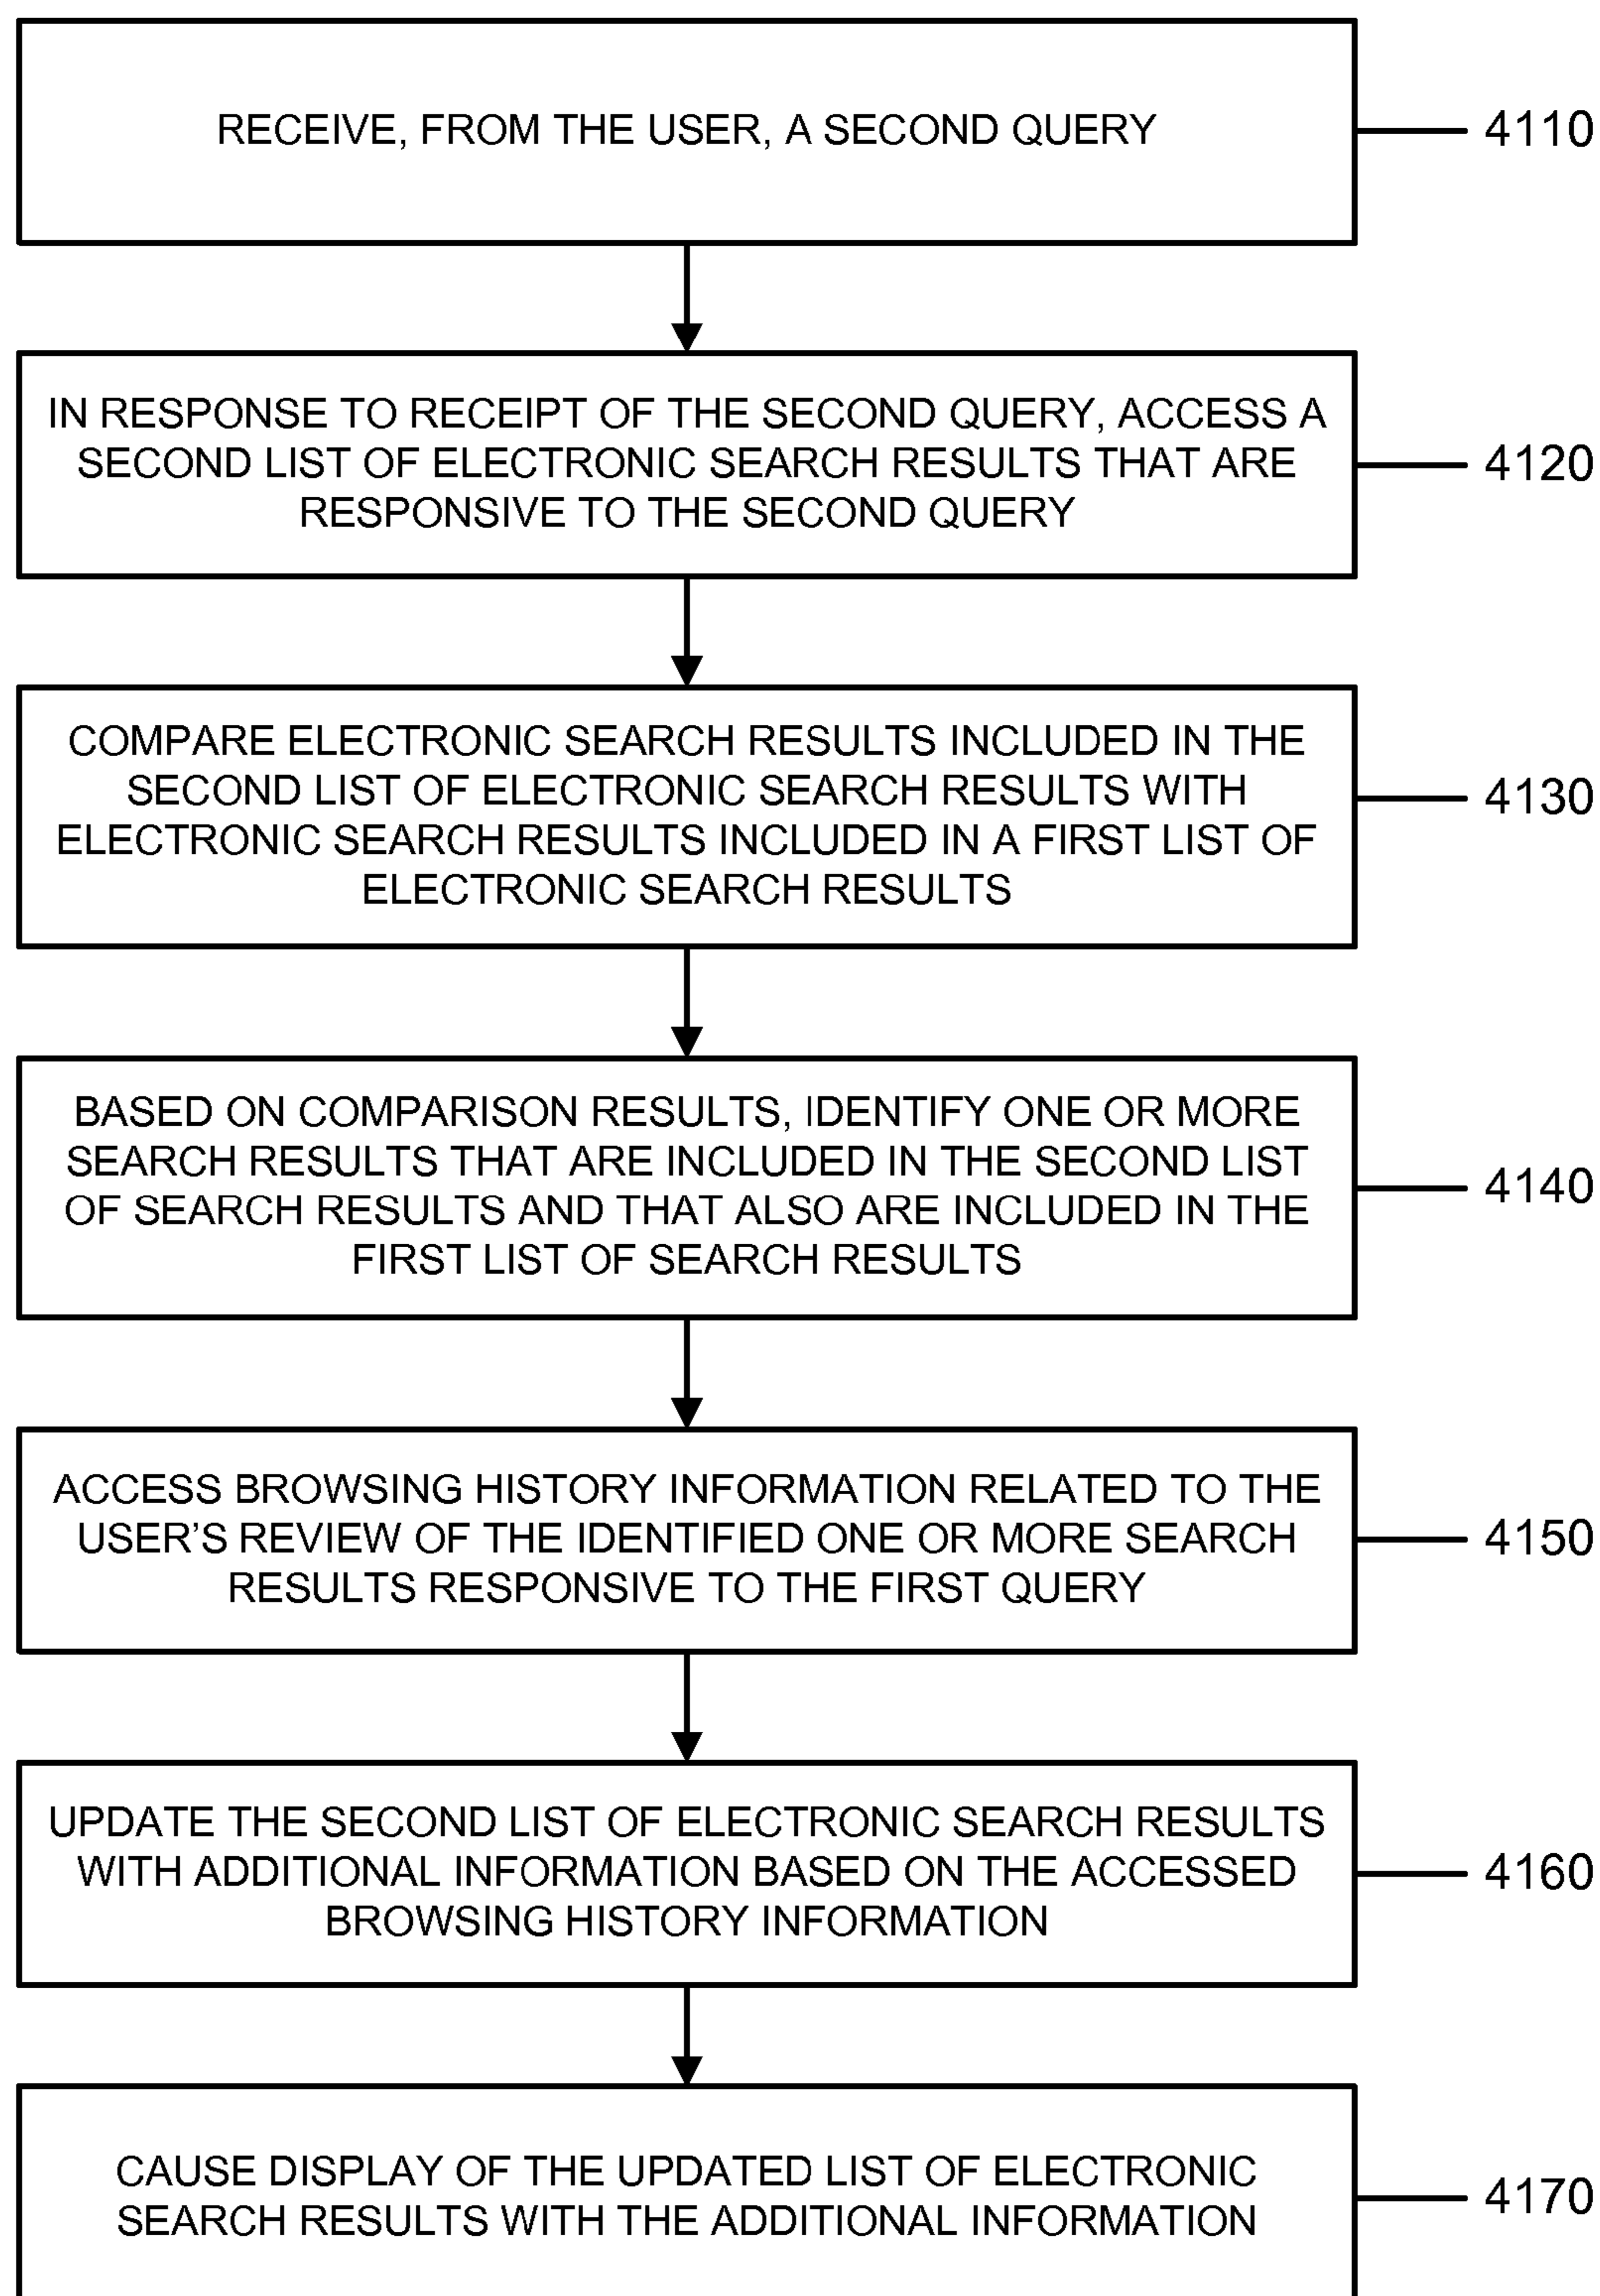 RECEIVE, FROM THE USER, A SECOND QUERY
4110
IN RESPONSE TO RECEIPT OF THE SECOND QUERY, ACCESS A
SECOND LIST OF ELECTRONIC SEARCH RESULTS THAT ARE
RESPONSIVE TO THE SECOND QUERY
4120
COMPARE ELECTRONIC SEARCH RESULTS INCLUDED IN THE
SECOND LIST OF ELECTRONIC SEARCH RESULTS WITH
ELECTRONIC SEARCH RESULTS INCLUDED IN A FIRST LIST OF
ELECTRONIC SEARCH RESULTS
4130
BASED ON COMPARISON RESULTS, IDENTIFY ONE OR MORE
SEARCH RESULTS THAT ARE INCLUDED IN THE SECOND LIST
OF SEARCH RESULTS AND THAT ALSO ARE INCLUDED IN THE
FIRST LIST OF SEARCH RESULTS
4140
ACCESS BROWSING HISTORY INFORMATION RELATED TO THE
USER'S REVIEW OF THE IDENTIFIED ONE OR MORE SEARCH
RESULTS RESPONSIVE TO THE FIRST QUERY
4150
UPDATE THE SECOND LIST OF ELECTRONIC SEARCH RESULTS
WITH ADDITIONAL INFORMATION BASED ON THE ACCESSED
BROWSING HISTORY INFORMATION
4160
CAUSE DISPLAY OF THE UPDATED LIST OF ELECTRONIC
SEARCH RESULTS WITH THE ADDITIONAL INFORMATION
4170